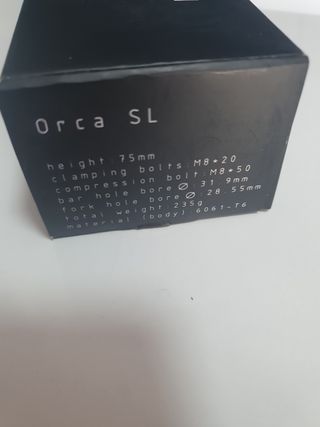 Orca SL
height:75mm
clamping bolts:M8*20
compression bolt:M8*50
bar hole bore Ø:31.9mm
fork hole bore Ø:28.55mm
total weight:235g
material (body):6061-T6